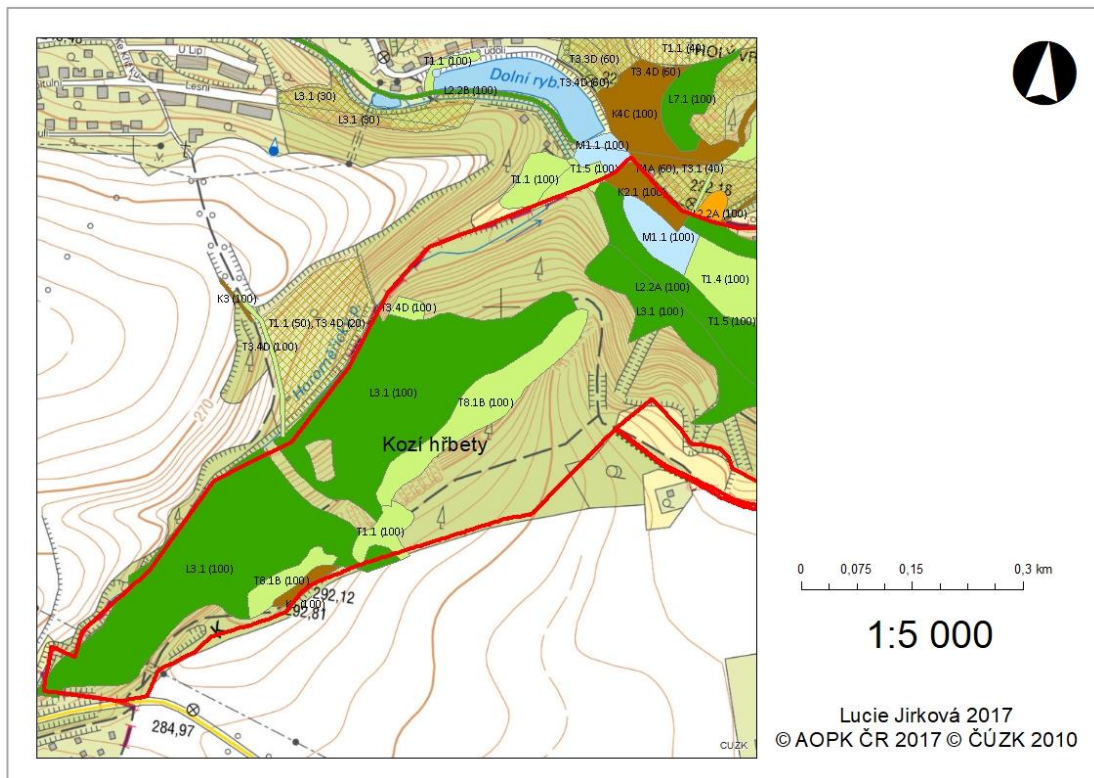 U Lip
Lesní
Dolní ryb.
T1.1 (100)
T3.3D (60)
T1.1 (40)
T3.4D (60)
T3.4D (60)
L3.1 (30)
L2.2B (100)
L3.1 (30)
K4C (100)
L7.1 (100)
M1.1 (100)
T1.5 (100)
T1.1 (100)
K2.1 (100)
L2.2A (100)
M1.1 (100)
T1.4 (100)
L2.2A (100)
L3.1 (100)
T1.5 (100)
K3 (100)
T3.4D (100)
T1.1 (50), T3.4D (20)
T3.4D (100)
Horoměřický p.
270
L3.1 (100)
T8.1B (100)
Kozí hřbety
T1.1 (100)
L3.1 (100)
T8.1B (100)
292,12
292,81
284,97
ČÚZK
0 0,075 0,15 0,3 km
1:5 000
Lucie Jirková 2017
© AOPK ČR 2017 © ČÚZK 2010